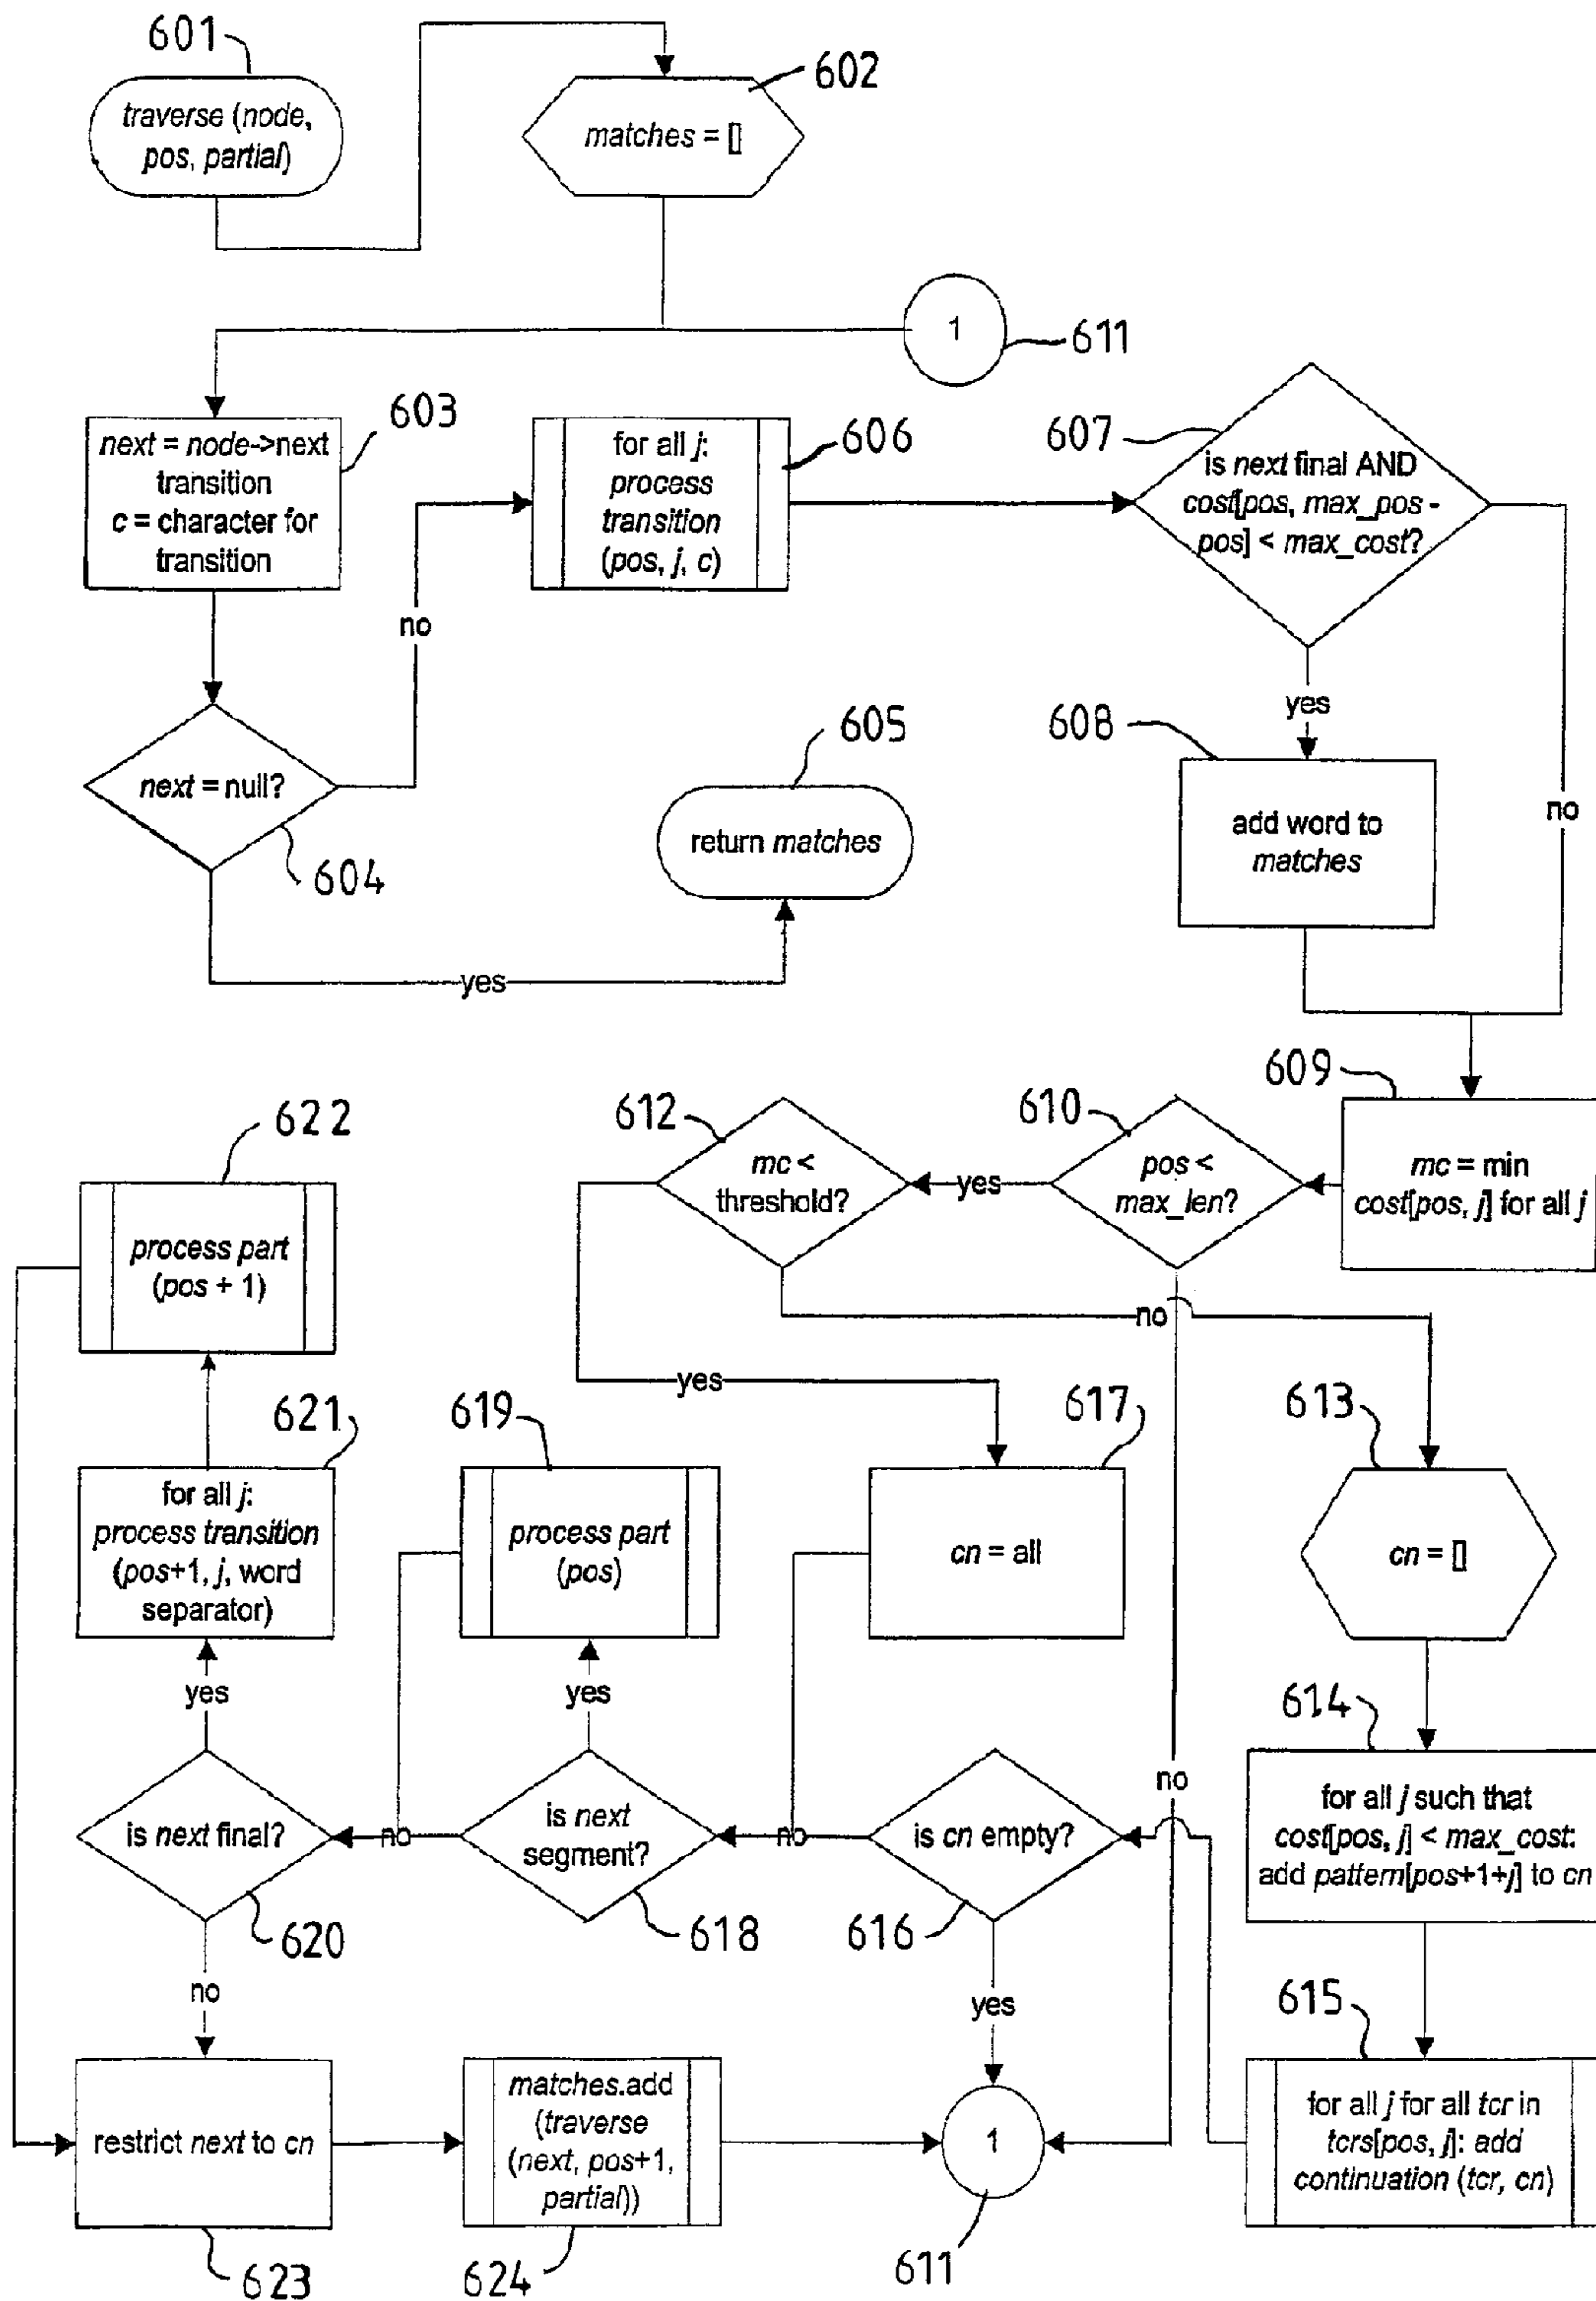 601
traverse (node,
pos, partial)
602
matches = []
1
611
603
next = node->next
transition
c = character for
transition
606
for all j:
process
transition
(pos, j, c)
607
is next final AND
cost[pos, max_pos -
pos] < max_cost?
no
yes
no
604
next = null?
605
return matches
yes
608
add word to
matches
609
mc = min
cost[pos, j] for all j
610
pos <
max_len?
yes
612
mc <
threshold?
no
yes
622
process part
(pos + 1)
621
for all j:
process transition
(pos+1, j, word
separator)
619
process part
(pos)
617
cn = all
613
cn = []
yes
yes
614
for all j such that
cost[pos, j] < max_cost:
add pattern[pos+1+j] to cn
no
is next final?
620
no
is next
segment?
618
no
is cn empty?
616
no
yes
615
for all j for all tcr in
tcrs[pos, j]: add
continuation (tcr, cn)
restrict next to cn
623
matches.add
(traverse
(next, pos+1,
partial))
624
1
611